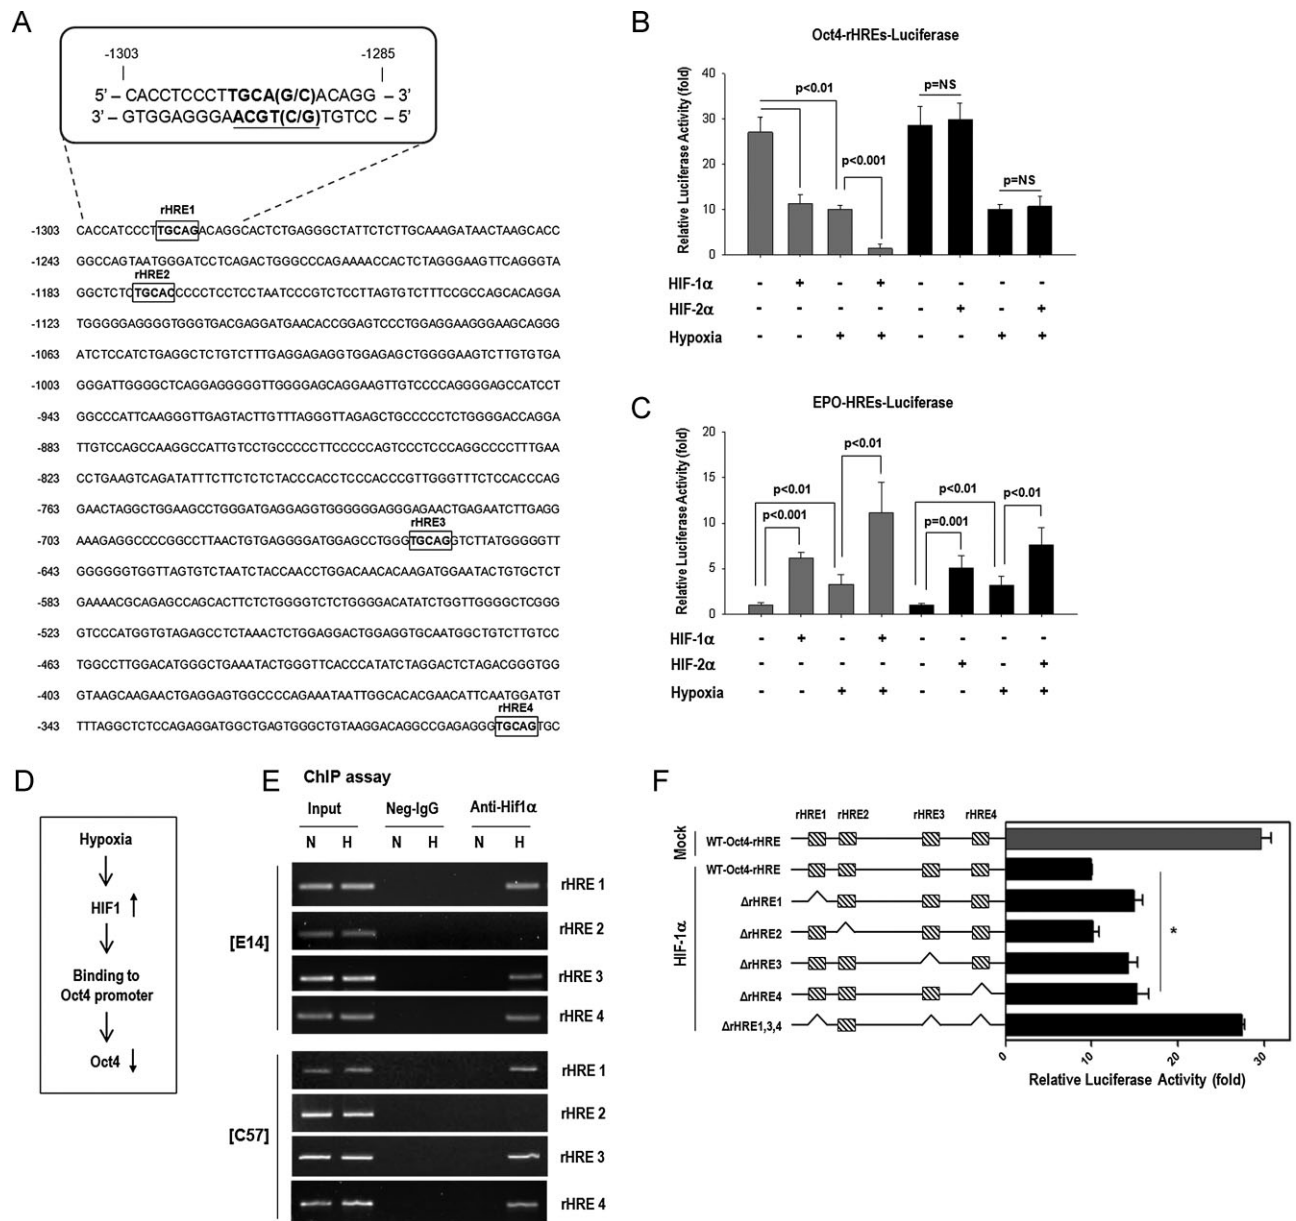 A
-1303 -1285
5' – CACCTCCCTTGCA(G/C)ACAGG – 3'
3' – GTGGAGGGAACGT(C/G)TGTCC – 5'
rHRE1
-1303 CACCATCCCTTGCAGACAGGCACTCTGAGGGCTATTCTCTTGCAAAGATAACTAAGCACC
-1243 GGCCAGTAATGGGATCCTCAGACTGGGCCCAGAAAACCACTCTAGGGAAGTTCAGGGTA
rHRE2
-1183 GGCTCTCTGCACCCCCTCCTCCTAATCCCGTCTCCTTAGTGTCTTTCCGCCAGCACAGGA
-1123 TGGGGGAGGGGTGGGTGACGAGGATGAACACCGGAGTCCCTGGAGGAAGGGAAGCAGGG
-1063 ATCTCCATCTGAGGCTCTGTCTTTGAGGAGAGGTGGAGAGCTGGGGAAGTCTTGTGTGA
-1003 GGGATTGGGGCTCAGGAGGGGGTTGGGGAGCAGGAAGTTGTCCCCAGGGGAGCCATCCT
-943 GGCCCATTCAAGGGTTGAGTACTTGTTTAGGGTTAGAGCTGCCCCCTCTGGGGACCAGGA
-883 TTGTCCAGCCAAGGCCATTGTCCTGCCCCCTTCCCCCAGTCCCTCCCAGGCCCCTTTGAA
-823 CCTGAAGTCAGATATTTCTTCTCTCTACCCACCTCCCACCCGTTGGGTTTCTCCACCCAG
-763 GAACTAGGCTGGAAGCCTGGGATGAGGAGGTGGGGGGAGGGAGAACTGAGAATCTTGAGG
rHRE3
-703 AAAGAGGCCCCGGCCTTAACTGTGAGGGGATGGAGCCTGGGTGCAGGTCTTATGGGGGTT
-643 GGGGGGTGGTTAGTGTCTAATCTACCAACCTGGACAACACAAGATGGAATACTGTGCTCT
-583 GAAAACGCAGAGCCAGCACTTCTCTGGGGTCTCTGGGGACATATCTGGTTGGGGCTCGGG
-523 GTCCCATGGTGTAGAGCCTCTAAACTCTGGAGGACTGGAGGTGCAATGGCTGTCTTGTCC
-463 TGGCCTTGGACATGGGCTGAAATACTGGGTTCACCCATATCTAGGACTCTAGACGGGTGG
-403 GTAAGCAAGAACTGAGGAGTGGCCCCAGAAATAATTGGCACACGAACATTCAATGGATGT
rHRE4
-343 TTTAGGCTCTCCAGAGGATGGCTGAGTGGGCTGTAAGGACAGGCCGAGAGGGTGCAGTGC
B
Oct4-rHREs-Luciferase
Relative Luciferase Activity (fold)
40
30
20
10
0
p<0.01
p<0.001
p=NS
p=NS
HIF-1α - + - + - - - -
HIF-2α - - - - - + - +
Hypoxia - - + + - - + +
C
EPO-HREs-Luciferase
Relative Luciferase Activity (fold)
20
15
10
5
0
p<0.01
p<0.01
p<0.001
p<0.01
p=0.001
p<0.01
HIF-1α - + - + - - - -
HIF-2α - - - - - + - +
Hypoxia - - + + - - + +
D
Hypoxia
HIF1
Binding to
Oct4 promoter
Oct4
E
ChIP assay
Input Neg-IgG Anti-Hif1α
N H N H N H
[E14]
rHRE 1
rHRE 2
rHRE 3
rHRE 4
[C57]
rHRE 1
rHRE 2
rHRE 3
rHRE 4
F
rHRE1 rHRE2 rHRE3 rHRE4
Mock
WT-Oct4-rHRE
HIF-1α
WT-Oct4-rHRE
ΔrHRE1
ΔrHRE2
ΔrHRE3
ΔrHRE4
ΔrHRE1,3,4
*
0 10 20 30
Relative Luciferase Activity (fold)